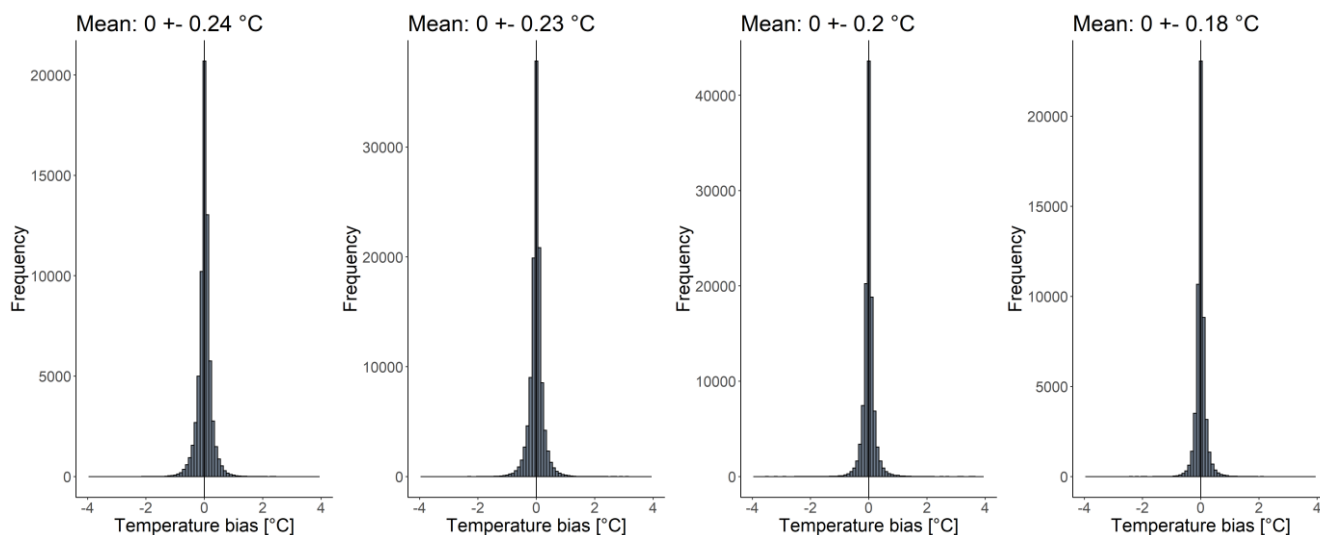 Mean: 0 +- 0.24 °C
20000
15000
10000
5000
0
Frequency
-4 -2 0 2 4
Temperature bias [°C]
Mean: 0 +- 0.23 °C
30000
20000
10000
0
Frequency
-4 -2 0 2 4
Temperature bias [°C]
Mean: 0 +- 0.2 °C
40000
30000
20000
10000
0
Frequency
-4 -2 0 2 4
Temperature bias [°C]
Mean: 0 +- 0.18 °C
20000
15000
10000
5000
0
Frequency
-4 -2 0 2 4
Temperature bias [°C]